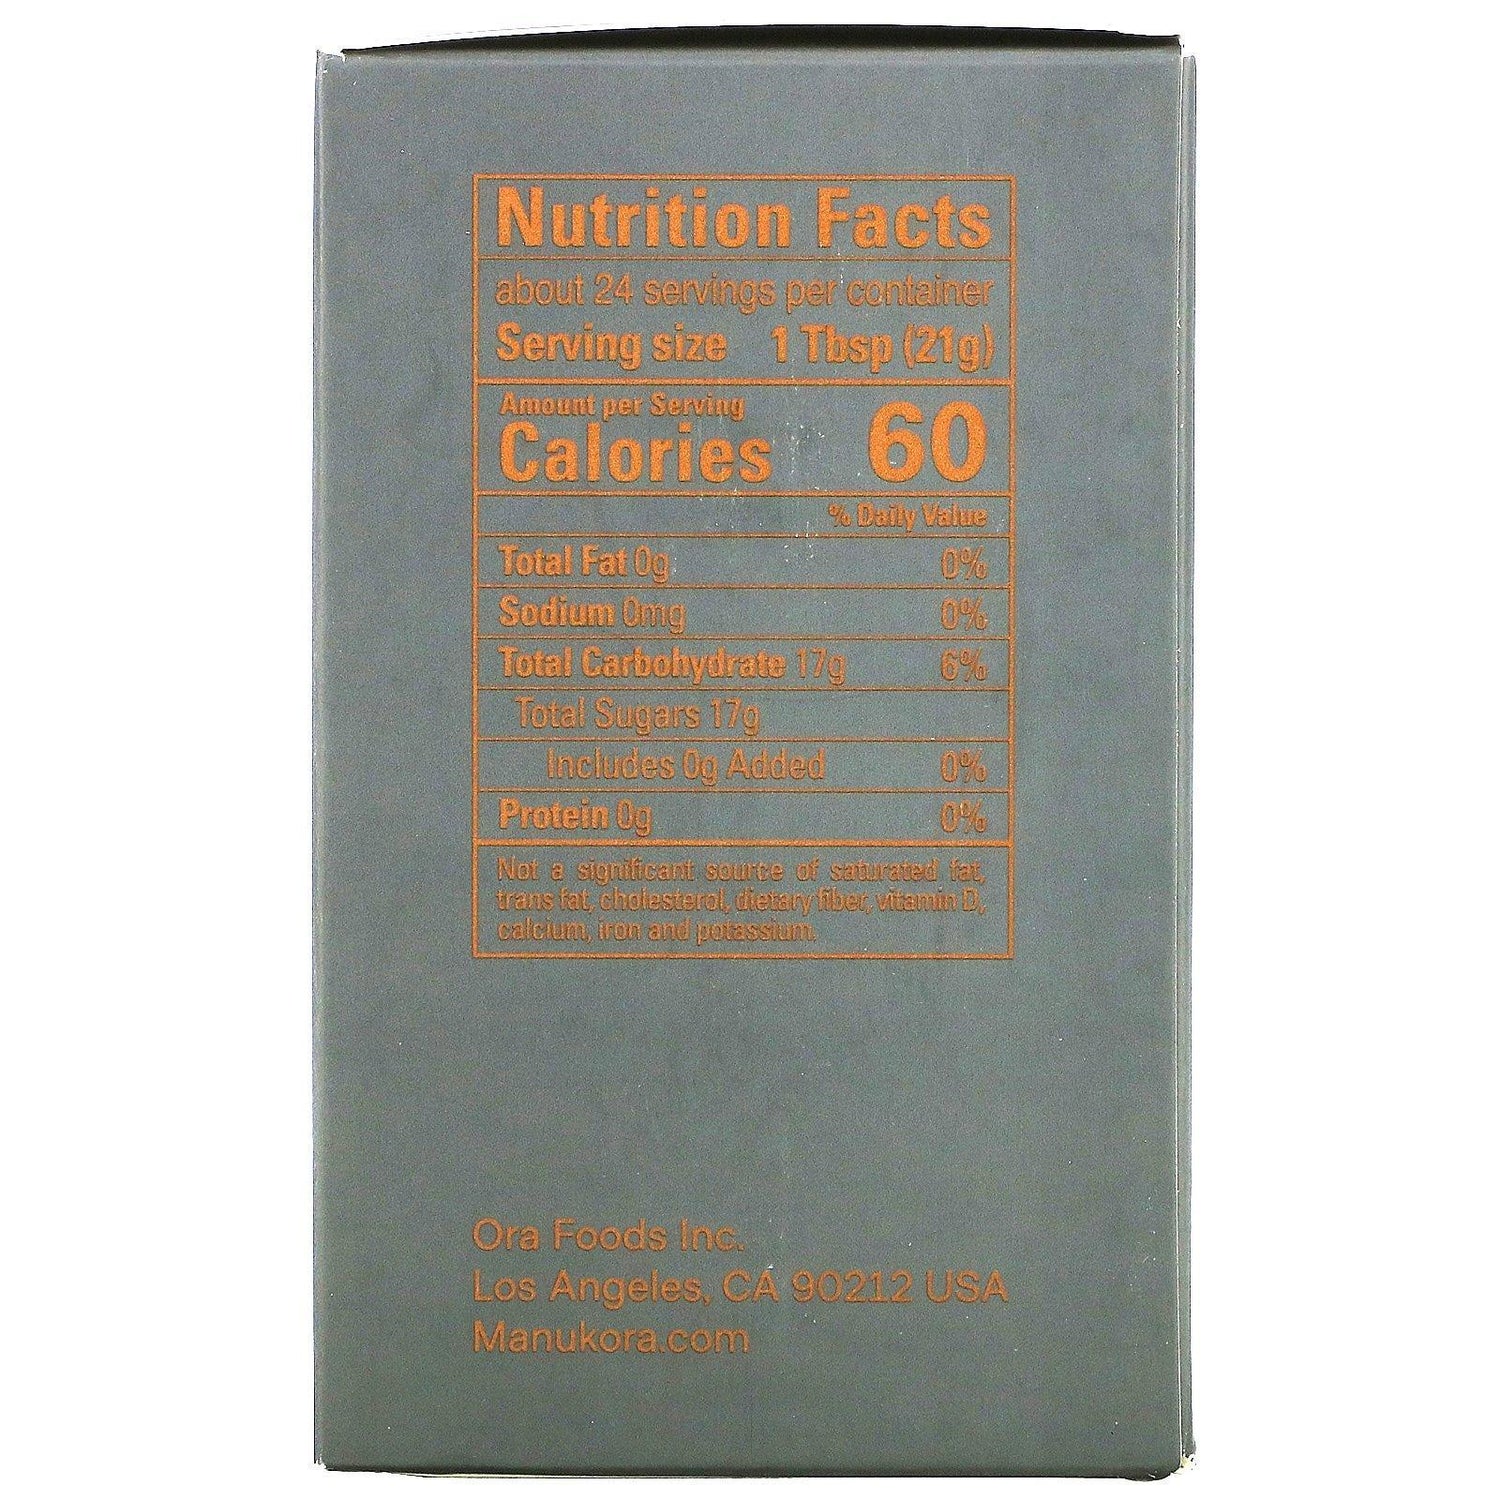 Nutrition Facts
about 24 servings per container
Serving size 1 Tbsp (21g)
Amount per Serving
Calories 60
% Daily Value
Total Fat 0g 0%
Sodium 0mg 0%
Total Carbohydrate 17g 6%
Total Sugars 17g
Includes 0g Added 0%
Protein 0g 0%
Not a significant source of saturated fat,
trans fat, cholesterol, dietary fiber, vitamin D,
calcium, iron and potassium.
Ora Foods Inc.
Los Angeles, CA 90212 USA
Manukora.com